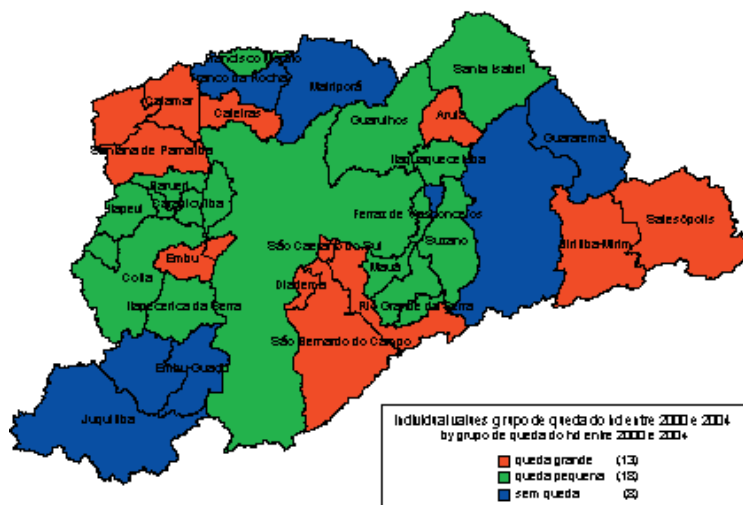 Francisco Morato
Franco da Rocha
Mairiporã
Santa Isabel
Cajamar
Caieiras
Guarulhos
Arujá
Guararema
Santana de Parnaíba
Itaquaquecetuba
Barueri
Carapicuíba
Itapevi
Ferraz de Vasconcelos
Salesópolis
Suzano
Biritiba-Mirim
São Caetano do Sul
Embu
Mauá
Cotia
Diadema
Itapecerica da Serra
Rio Grande da Serra
São Bernardo do Campo
Embu-Guaçu
Juquitiba
Individual values: grupo de queda do hd entre 2000 e 2004
by grupo de queda do hd entre 2000 e 2004
queda grande (13)
queda pequena (18)
sem queda (8)